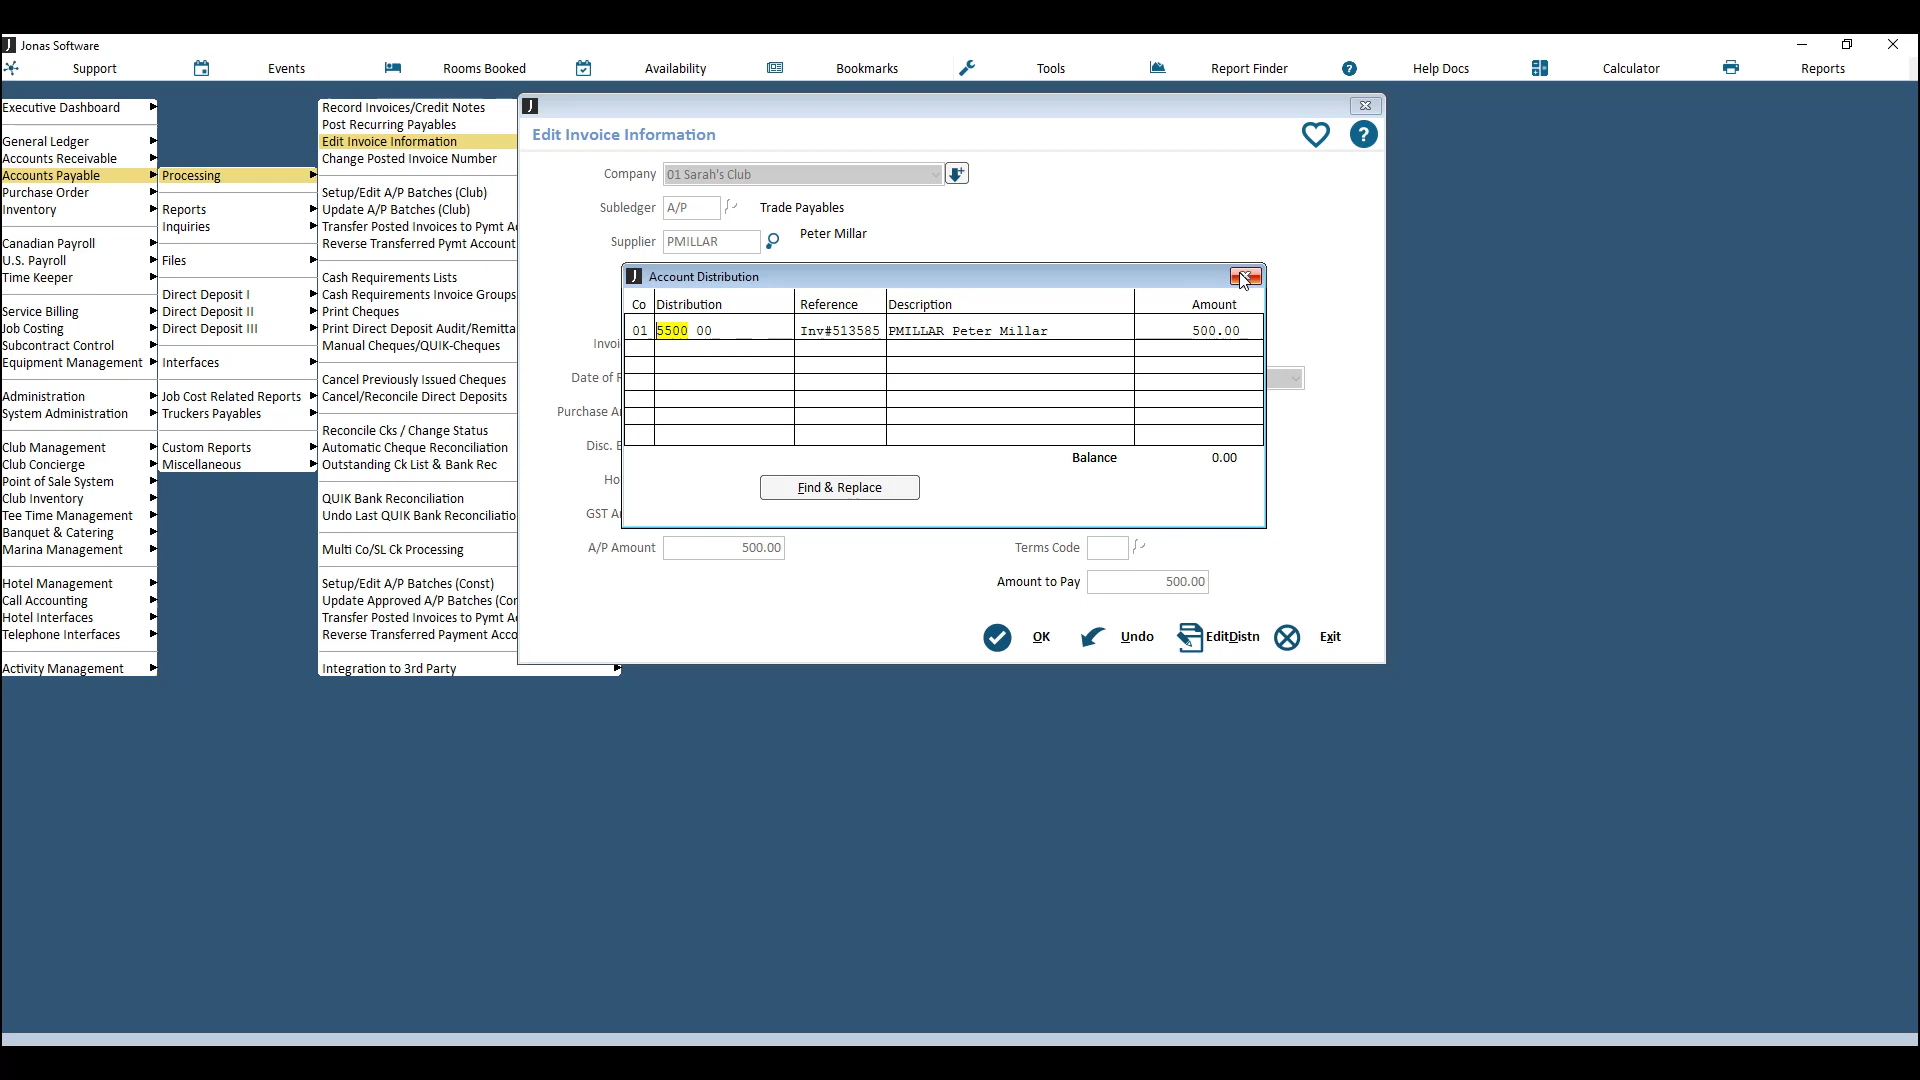 Jonas Software
Support
Events
Rooms Booked
Availability
Bookmarks
Tools
Report Finder
Help Docs
Calculator
Reports
Executive Dashboard
General Ledger
Accounts Receivable
Accounts Payable
Purchase Order
Inventory
Canadian Payroll
U.S. Payroll
Time Keeper
Service Billing
Job Costing
Subcontract Control
Equipment Management
Administration
System Administration
Club Management
Club Concierge
Point of Sale System
Club Inventory
Tee Time Management
Banquet & Catering
Marina Management
Hotel Management
Call Accounting
Hotel Interfaces
Telephone Interfaces
Activity Management
Processing
Reports
Inquiries
Files
Direct Deposit I
Direct Deposit II
Direct Deposit III
Interfaces
Job Cost Related Reports
Truckers Payables
Custom Reports
Miscellaneous
Record Invoices/Credit Notes
Post Recurring Payables
Edit Invoice Information
Change Posted Invoice Number
Setup/Edit A/P Batches (Club)
Update A/P Batches (Club)
Transfer Posted Invoices to Pymt A
Reverse Transferred Pymt Account
Cash Requirements Lists
Cash Requirements Invoice Groups
Print Cheques
Print Direct Deposit Audit/Remitta
Manual Cheques/QUIK-Cheques
Cancel Previously Issued Cheques
Cancel/Reconcile Direct Deposits
Reconcile Cks / Change Status
Automatic Cheque Reconciliation
Outstanding Ck List & Bank Rec
QUIK Bank Reconciliation
Undo Last QUIK Bank Reconciliatio
Multi Co/SL Ck Processing
Setup/Edit A/P Batches (Const)
Update Approved A/P Batches (Con
Transfer Posted Invoices to Pymt A
Reverse Transferred Payment Acco
Integration to 3rd Party
Edit Invoice Information
Company 01 Sarah's Club
Subledger A/P Trade Payables
Supplier PMILLAR Peter Millar
Account Distribution
Co Distribution Reference Description Amount
01 5500 00 Inv#513585 PMILLAR Peter Millar 500.00
Balance 0.00
Find & Replace
Invoi
Date of R
Purchase A
Disc. E
Ho
GST A
A/P Amount 500.00 Terms Code
Amount to Pay 500.00
OK Undo EditDistn Exit